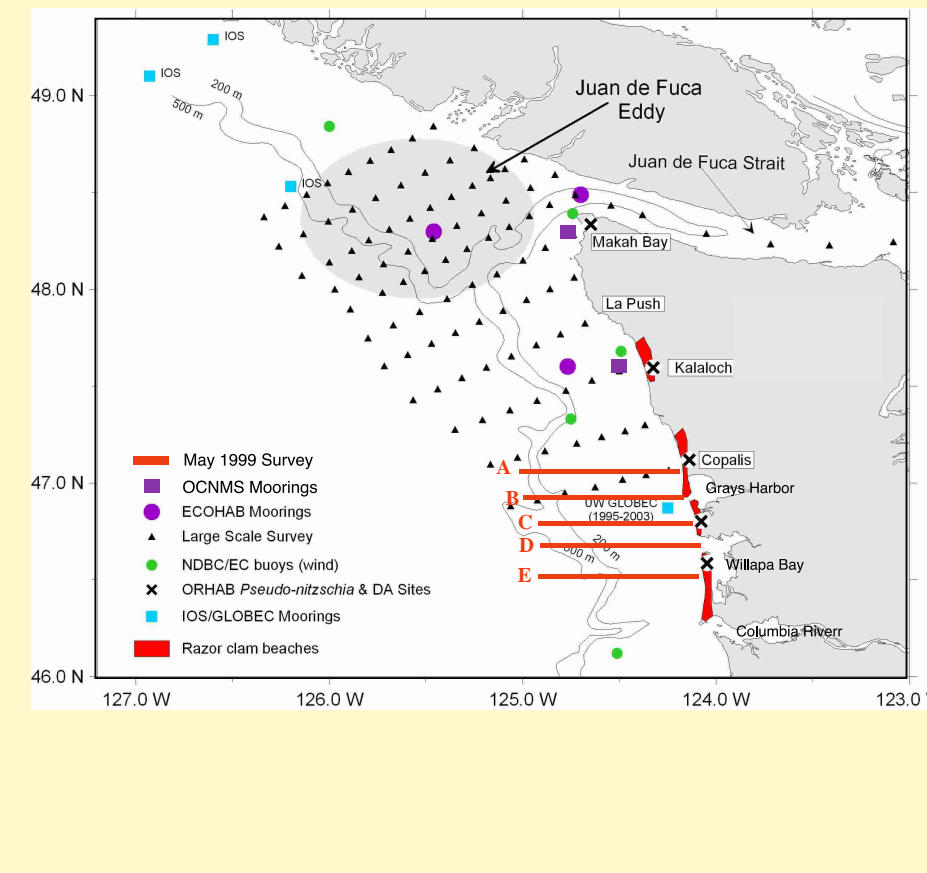 IOS
IOS
49.0 N
200 m
500 m
Juan de Fuca
Eddy
Juan de Fuca Strait
IOS
Makah Bay
48.0 N
La Push
Kalaloch
May 1999 Survey
OCNMS Moorings
ECOHAB Moorings
Large Scale Survey
NDBC/EC buoys (wind)
ORHAB Pseudo-nitzschia & DA Sites
IOS/GLOBEC Moorings
Razor clam beaches
Copalis
A
47.0 N
Grays Harbor
B
UW GLOBEC
(1995-2003)
C
D
200 m
500 m
Willapa Bay
E
Columbia Riverr
46.0 N
127.0 W
126.0 W
125.0 W
124.0 W
123.0